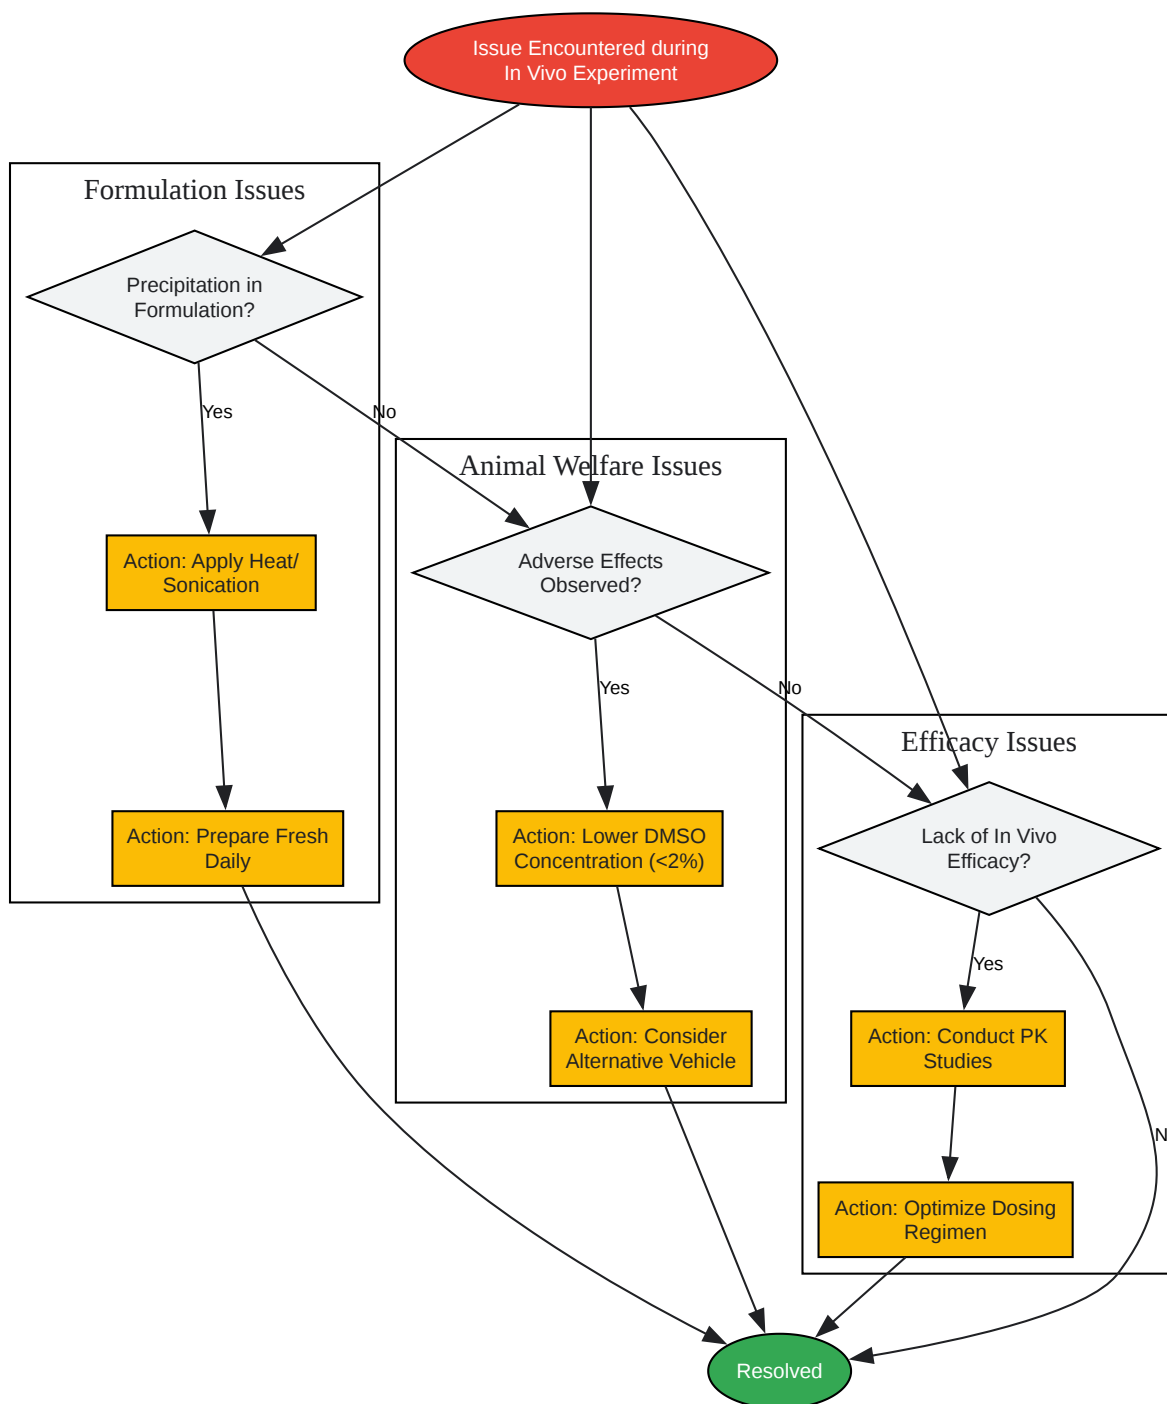 Issue Encountered during
In Vivo Experiment
Formulation Issues
Precipitation in
Formulation?
Yes
No
Animal Welfare Issues
Action: Apply Heat/
Sonication
Adverse Effects
Observed?
Yes
No
Efficacy Issues
Action: Prepare Fresh
Daily
Action: Lower DMSO
Concentration (<2%)
Lack of In Vivo
Efficacy?
Yes
Action: Consider
Alternative Vehicle
Action: Conduct PK
Studies
Action: Optimize Dosing
Regimen
Resolved